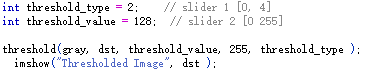 int threshold_type = 2;    // slider 1 [0, 4]
int threshold_value = 128;  // slider 2 [0 255]
threshold(gray, dst, threshold_value, 255, threshold_type );
imshow("Thresholded Image", dst );